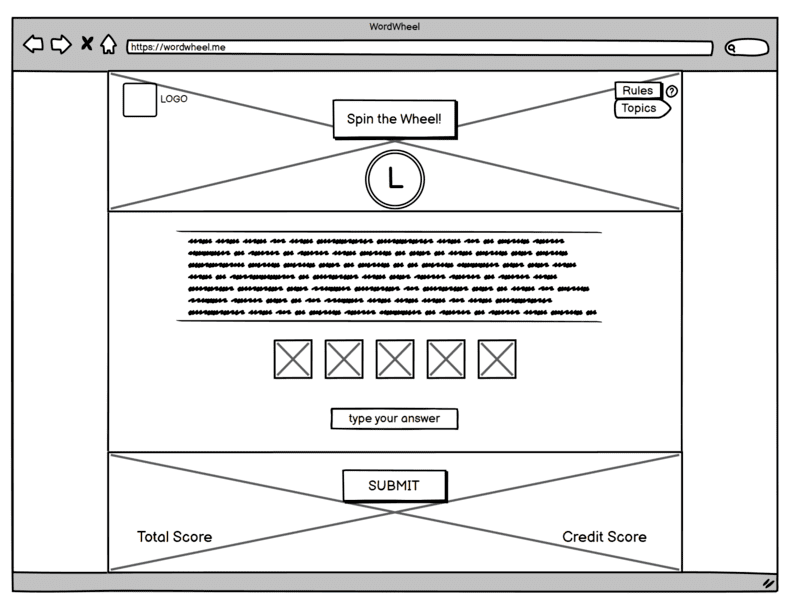 WordWheel
https://wordwheel.me
LOGO
Spin the Wheel!
Rules ?
Topics
L
type your answer
SUBMIT
Total Score
Credit Score